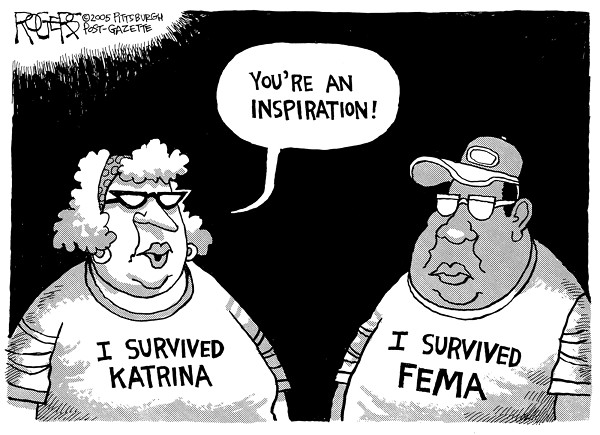 ROGERS ©2005 PITTSBURGH
POST-GAZETTE
YOU'RE AN
INSPIRATION!
I SURVIVED
KATRINA
I SURVIVED
FEMA